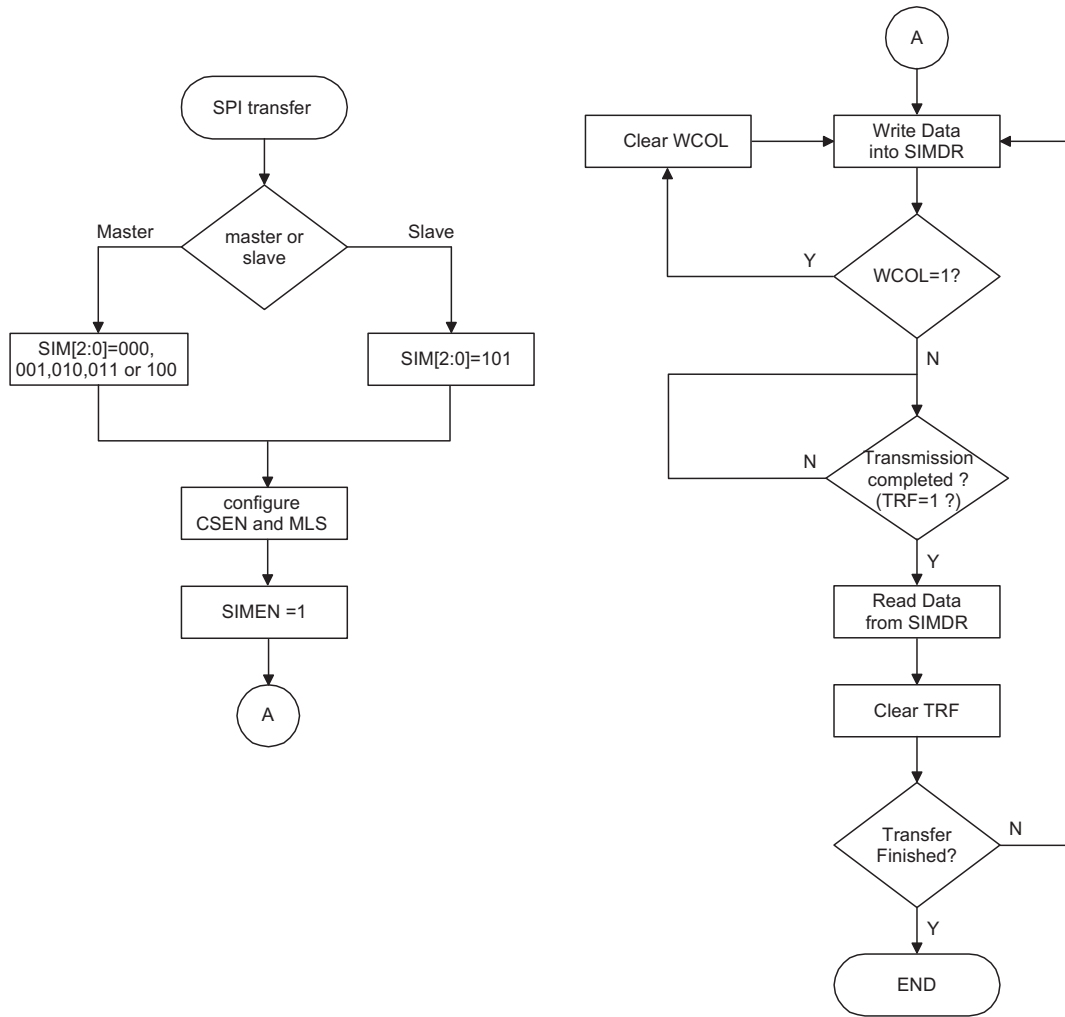 SPI transfer
master or
slave
Master
Slave
SIM[2:0]=000,
001,010,011 or 100
SIM[2:0]=101
configure
CSEN and MLS
SIMEN =1
A
A
Write Data
into SIMDR
Clear WCOL
WCOL=1?
Y
N
Transmission
completed ?
(TRF=1 ?)
N
Y
Read Data
from SIMDR
Clear TRF
Transfer
Finished?
N
Y
END